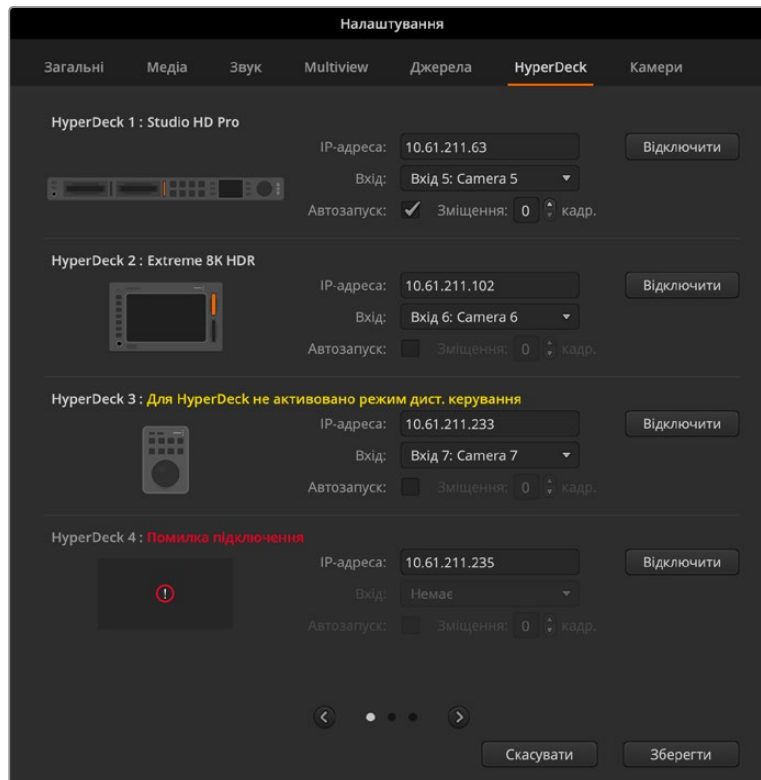 Налаштування
Загальні Медіа Звук Multiview Джерела HyperDeck Камери
HyperDeck 1 : Studio HD Pro
IP-адреса: 10.61.211.63 Відключити
Вхід: Вхід 5: Camera 5
Автозапуск: Зміщення: 0 кадр.
HyperDeck 2 : Extreme 8K HDR
IP-адреса: 10.61.211.102 Відключити
Вхід: Вхід 6: Camera 6
Автозапуск: Зміщення: 0 кадр.
HyperDeck 3 : Для HyperDeck не активовано режим дист. керування
IP-адреса: 10.61.211.233 Відключити
Вхід: Вхід 7: Camera 7
Автозапуск: Зміщення: 0 кадр.
HyperDeck 4 : Помилка підключення
IP-адреса: 10.61.211.235 Відключити
Вхід: Немає
Автозапуск: Зміщення: 0 кадр.
Скасувати Зберегти